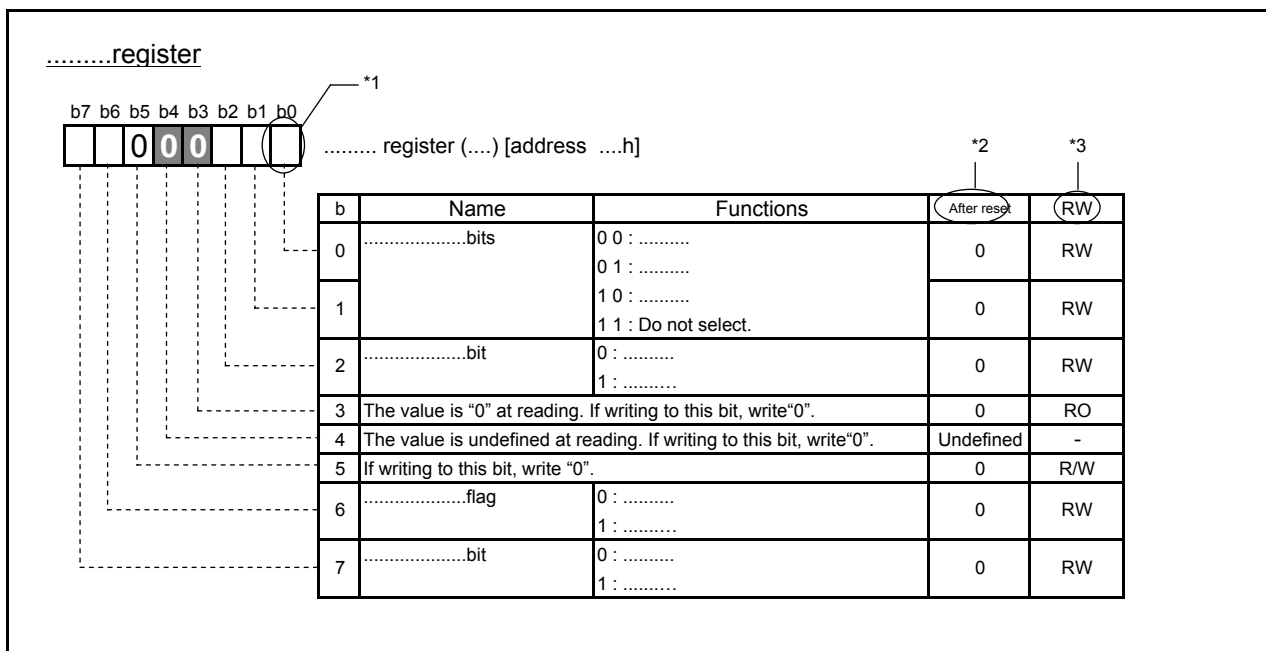 .........register
*1
b7 b6 b5 b4 b3 b2 b1 b0
0 0 0
......... register (....) [address ....h]
*2 *3
b Name Functions After reset RW
0 .....................bits 0 0 : .......... 0 RW
0 1 : ..........
1 1 0 : .......... 0 RW
1 1 : Do not select.
2 .....................bit 0 : .......... 0 RW
1 : ..........
3 The value is “0” at reading. If writing to this bit, write“0”. 0 RO
4 The value is undefined at reading. If writing to this bit, write“0”. Undefined -
5 If writing to this bit, write “0”. 0 R/W
6 .....................flag 0 : .......... 0 RW
1 : ..........
7 .....................bit 0 : .......... 0 RW
1 : ..........